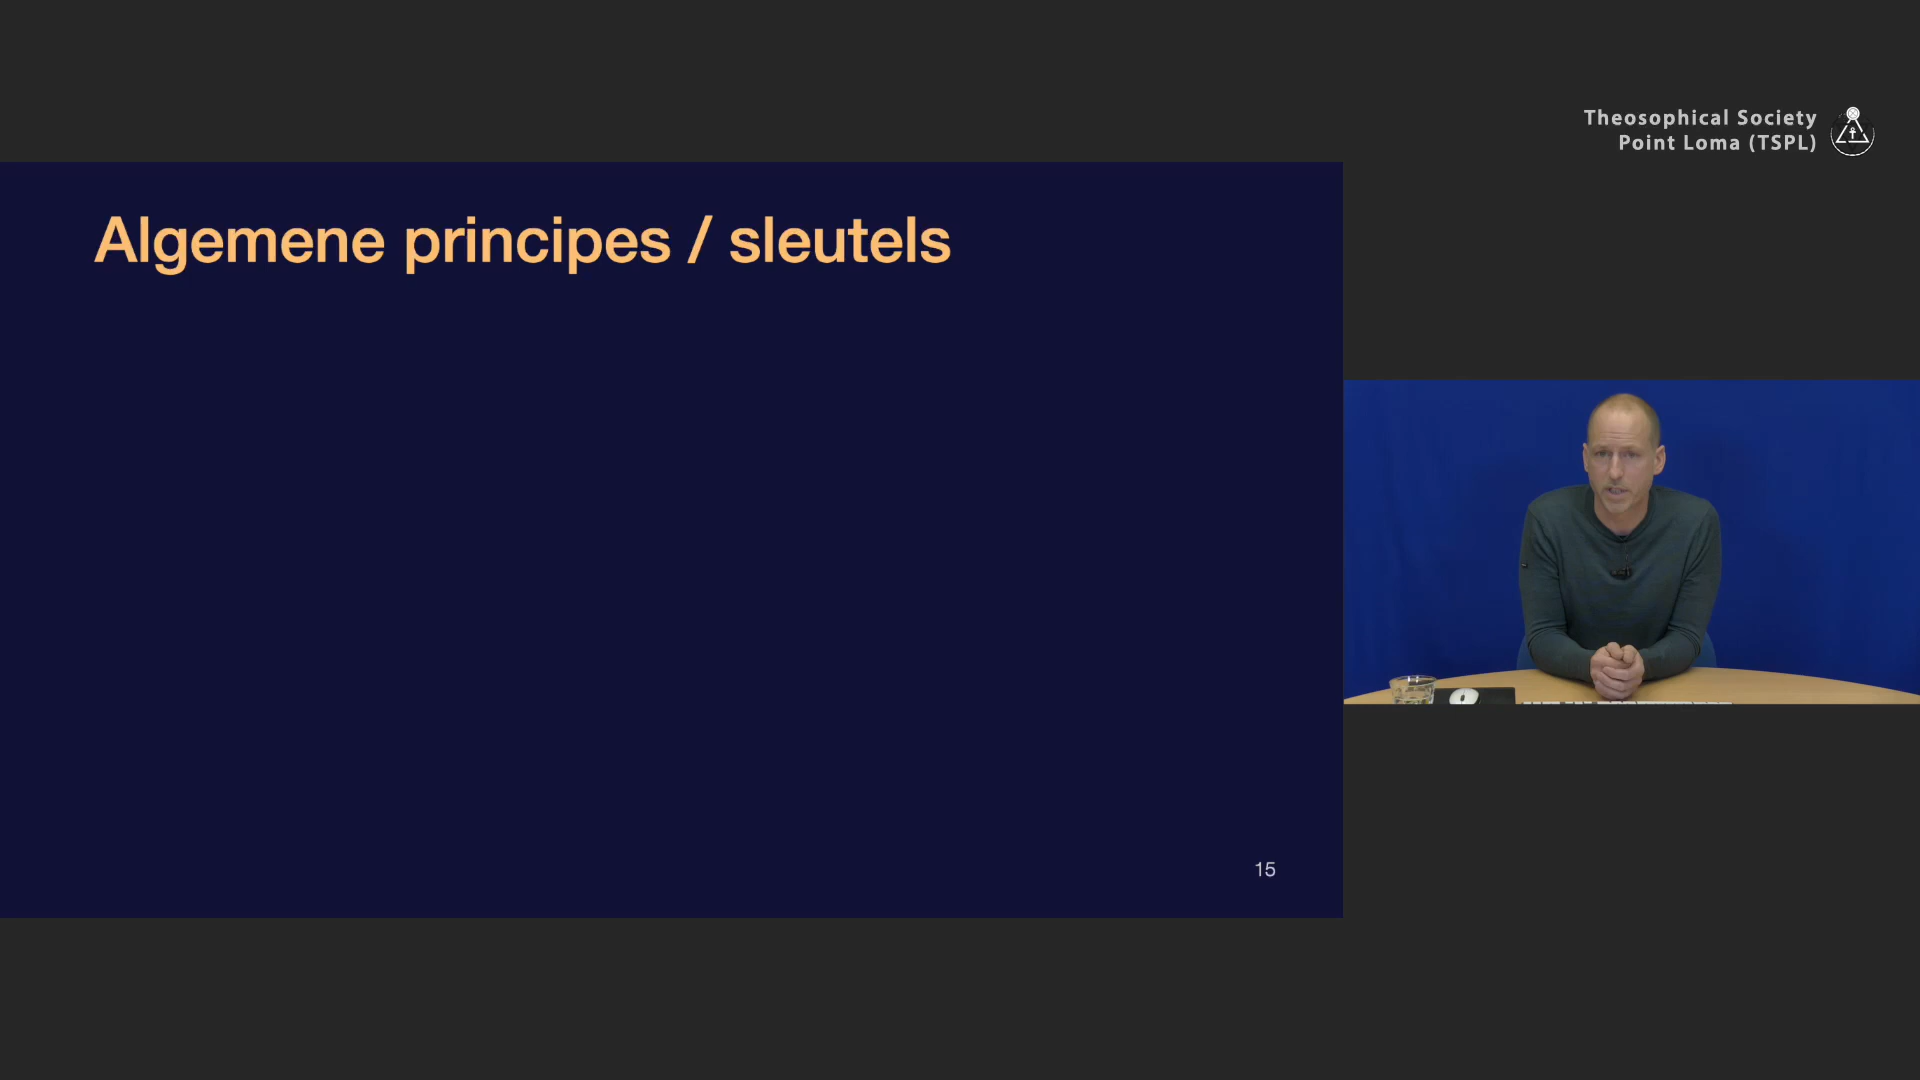 Theosophical Society
Point Loma (TSPL)
Algemene principes / sleutels
15